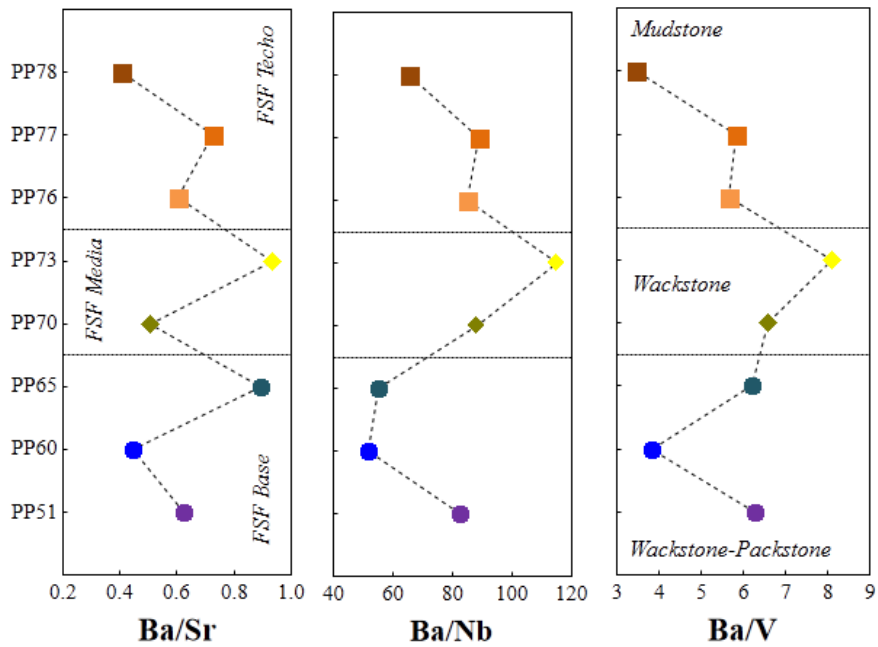 PP78
PP77
PP76
PP73
PP70
PP65
PP60
PP51
FSF Techo
FSF Media
FSF Base
0.2 0.4 0.6 0.8 1.0
Ba/Sr
40 60 80 100 120
Ba/Nb
Mudstone
Wackstone
Wackstone-Packstone
3 4 5 6 7 8 9
Ba/V